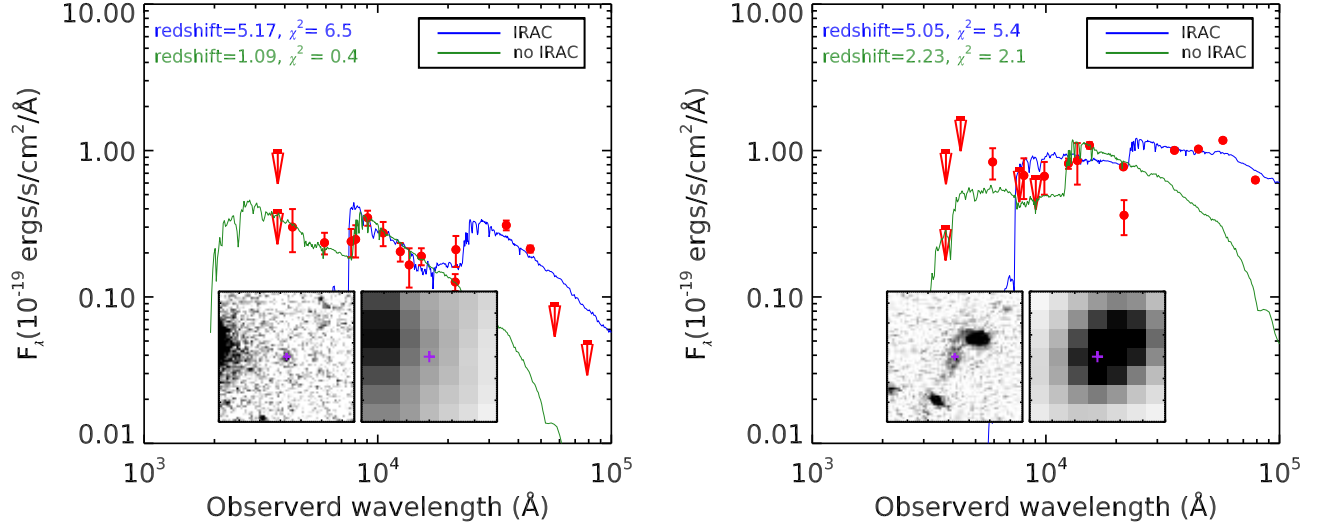 redshift=5.17, χ² = 6.5
redshift=1.09, χ² = 0.4
IRAC
no IRAC
10.00
1.00
0.10
0.01
10³
10⁴
10⁵
F_λ(10⁻¹⁹ ergs/s/cm²/Å)
Observerd wavelength (Å)
redshift=5.05, χ² = 5.4
redshift=2.23, χ² = 2.1
IRAC
no IRAC
10.00
1.00
0.10
0.01
10³
10⁴
10⁵
F_λ(10⁻¹⁹ ergs/s/cm²/Å)
Observerd wavelength (Å)